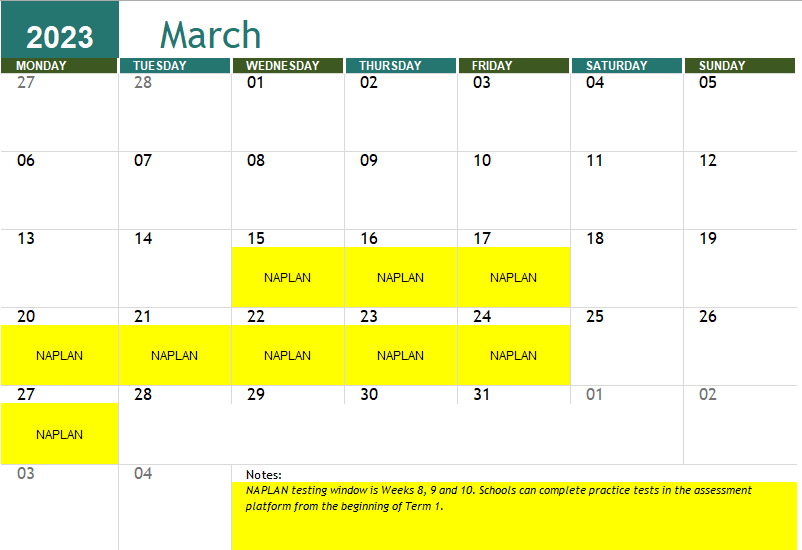 2023 March
MONDAY TUESDAY WEDNESDAY THURSDAY FRIDAY SATURDAY SUNDAY
27 28 01 02 03 04 05
06 07 08 09 10 11 12
13 14 15 16 17 18 19
NAPLAN NAPLAN NAPLAN
20 21 22 23 24 25 26
NAPLAN NAPLAN NAPLAN NAPLAN NAPLAN
27 28 29 30 31 01 02
NAPLAN
03 04 Notes:
NAPLAN testing window is Weeks 8, 9 and 10. Schools can complete practice tests in the assessment
platform from the beginning of Term 1.